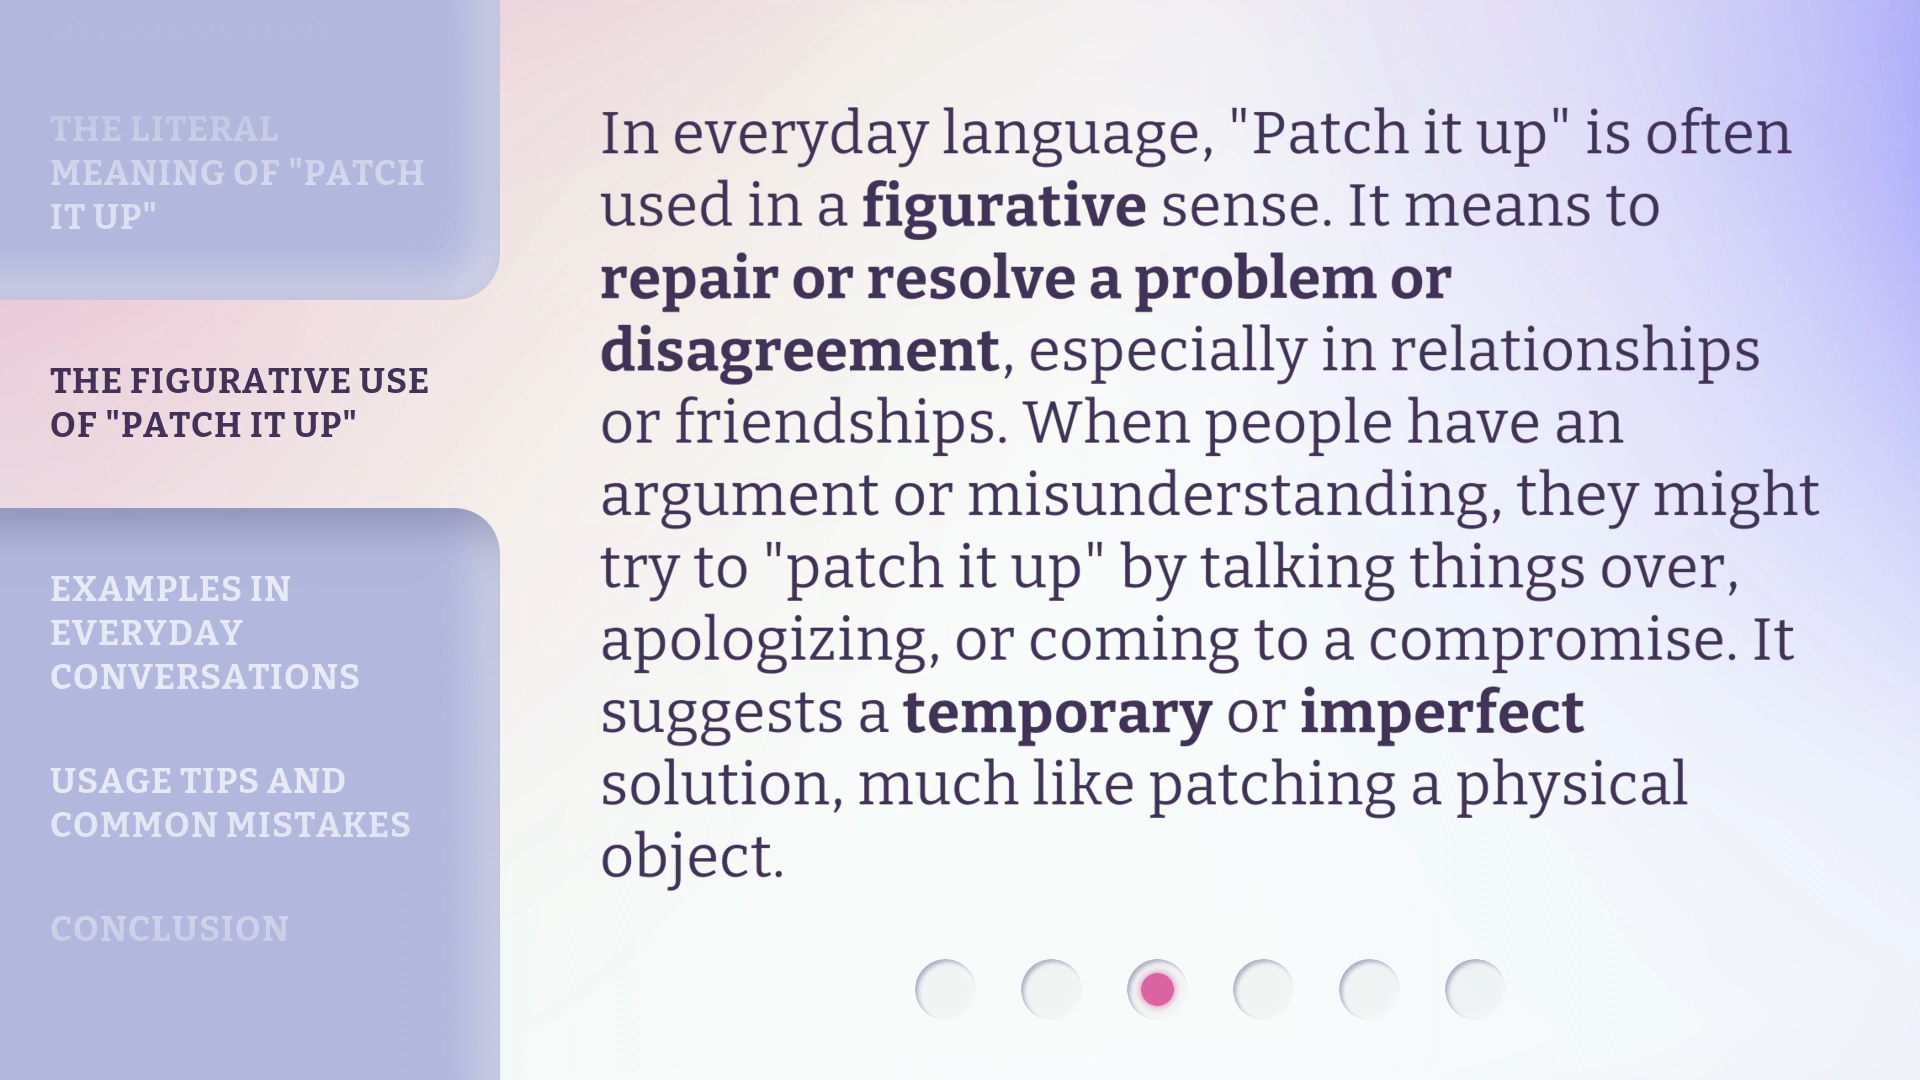 INTRODUCTION
THE LITERAL
MEANING OF "PATCH
IT UP"
THE FIGURATIVE USE
OF "PATCH IT UP"
EXAMPLES IN
EVERYDAY
CONVERSATIONS
USAGE TIPS AND
COMMON MISTAKES
CONCLUSION
In everyday language, "Patch it up" is often
used in a figurative sense. It means to
repair or resolve a problem or
disagreement, especially in relationships
or friendships. When people have an
argument or misunderstanding, they might
try to "patch it up" by talking things over,
apologizing, or coming to a compromise. It
suggests a temporary or imperfect
solution, much like patching a physical
object.